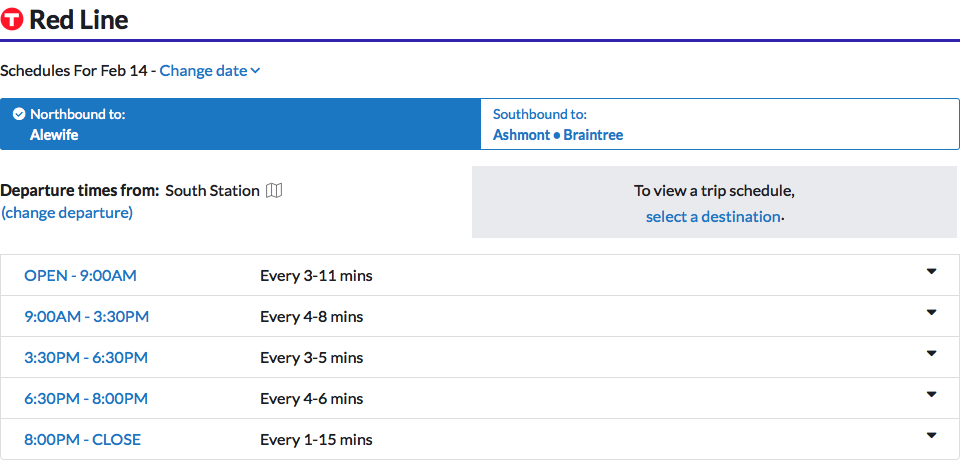 T Red Line
Schedules For Feb 14 - Change date
Northbound to:
Alewife
Southbound to:
Ashmont • Braintree
Departure times from: South Station
(change departure)
To view a trip schedule,
select a destination.
OPEN - 9:00AM Every 3-11 mins
9:00AM - 3:30PM Every 4-8 mins
3:30PM - 6:30PM Every 3-5 mins
6:30PM - 8:00PM Every 4-6 mins
8:00PM - CLOSE Every 1-15 mins